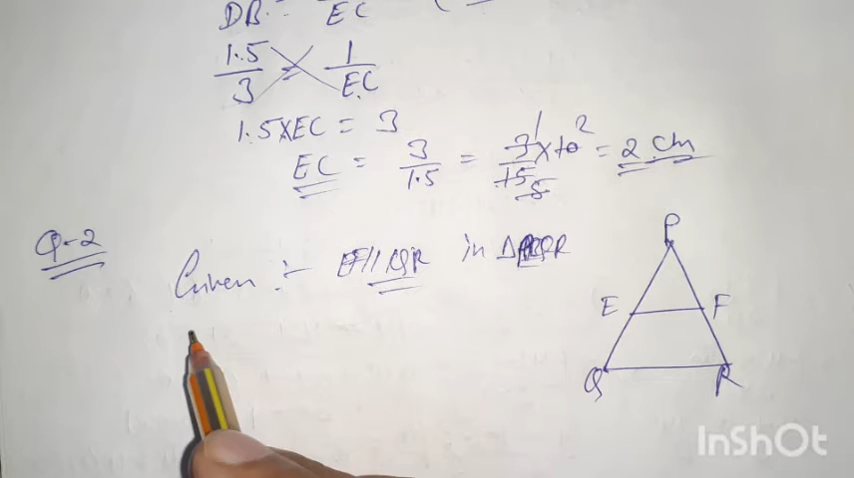 DB = EC
1.5/3 = 1/EC
1.5×EC = 3
EC = 3/1.5 = 3×10/15 = 2 cm
Q-2
Given :- EF || QR in ΔPQR
P
E F
Q R
InShOt